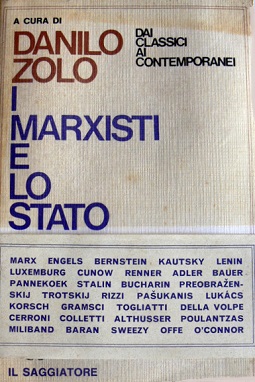 A CURA DI
DANILO
ZOLO
DAI
CLASSICI
AI
CONTEMPORANEI
I
MARXISTI
E
LO
STATO
MARX ENGELS BERNSTEIN KAUTSKY LENIN
LUXEMBURG CUNOW RENNER ADLER BAUER
PANNEKOEK STALIN BUCHARIN PREOBRAŽEN-
SKIJ TROTSKIJ RIZZI PAŠUKANIS LUKÁCS
KORSCH GRAMSCI TOGLIATTI DELLA VOLPE
CERRONI COLLETTI ALTHUSSER POULANTZAS
MILIBAND BARAN SWEEZY OFFE O'CONNOR
IL SAGGIATORE